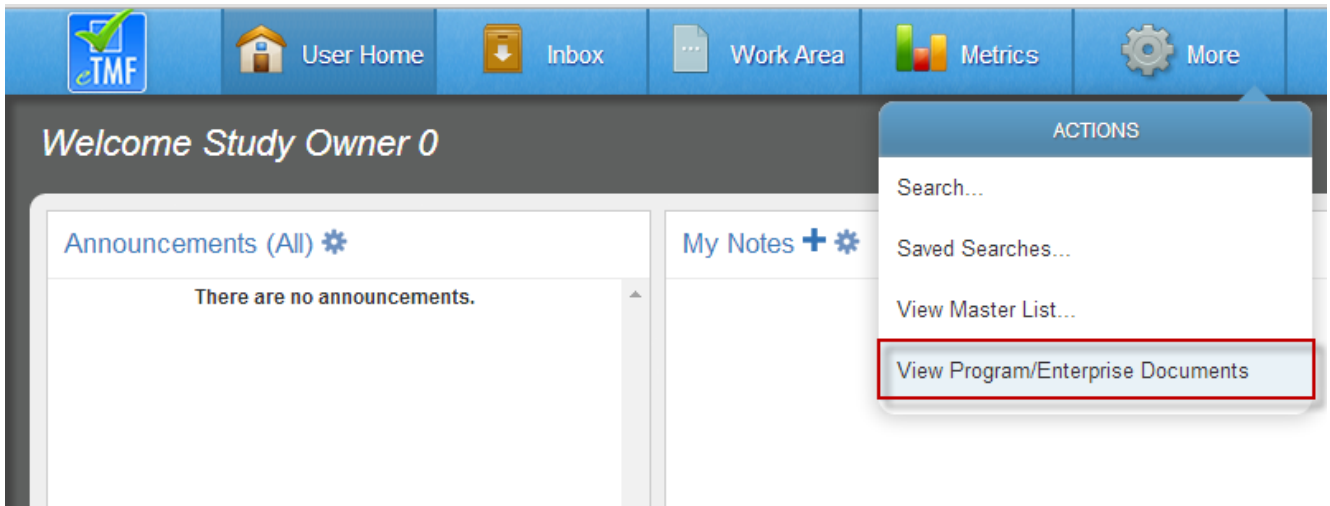 eTMF
User Home
Inbox
Work Area
Metrics
More
Welcome Study Owner 0
ACTIONS
Search...
Saved Searches...
View Master List...
View Program/Enterprise Documents
Announcements (All)
There are no announcements.
My Notes